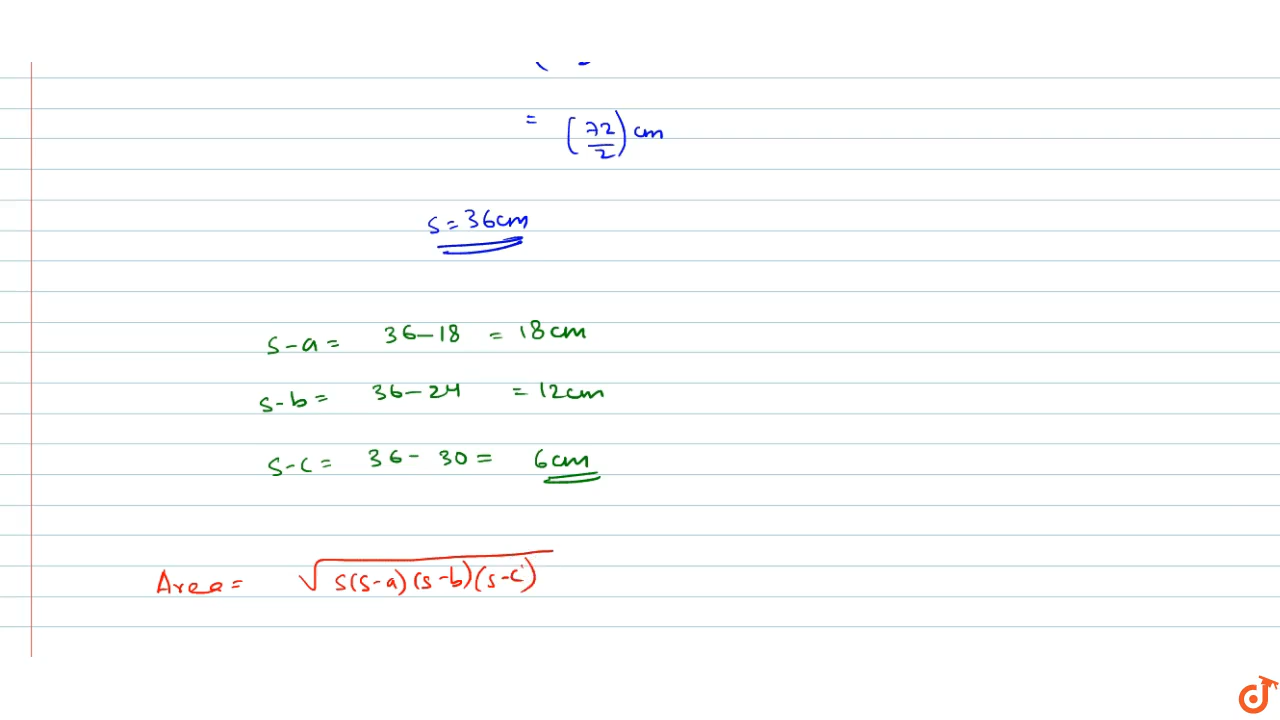 = (72/2) cm
s = 36cm
s-a = 36-18 = 18cm
s-b = 36-24 = 12cm
s-c = 36- 30 = 6cm
Area = √s(s-a)(s-b)(s-c)